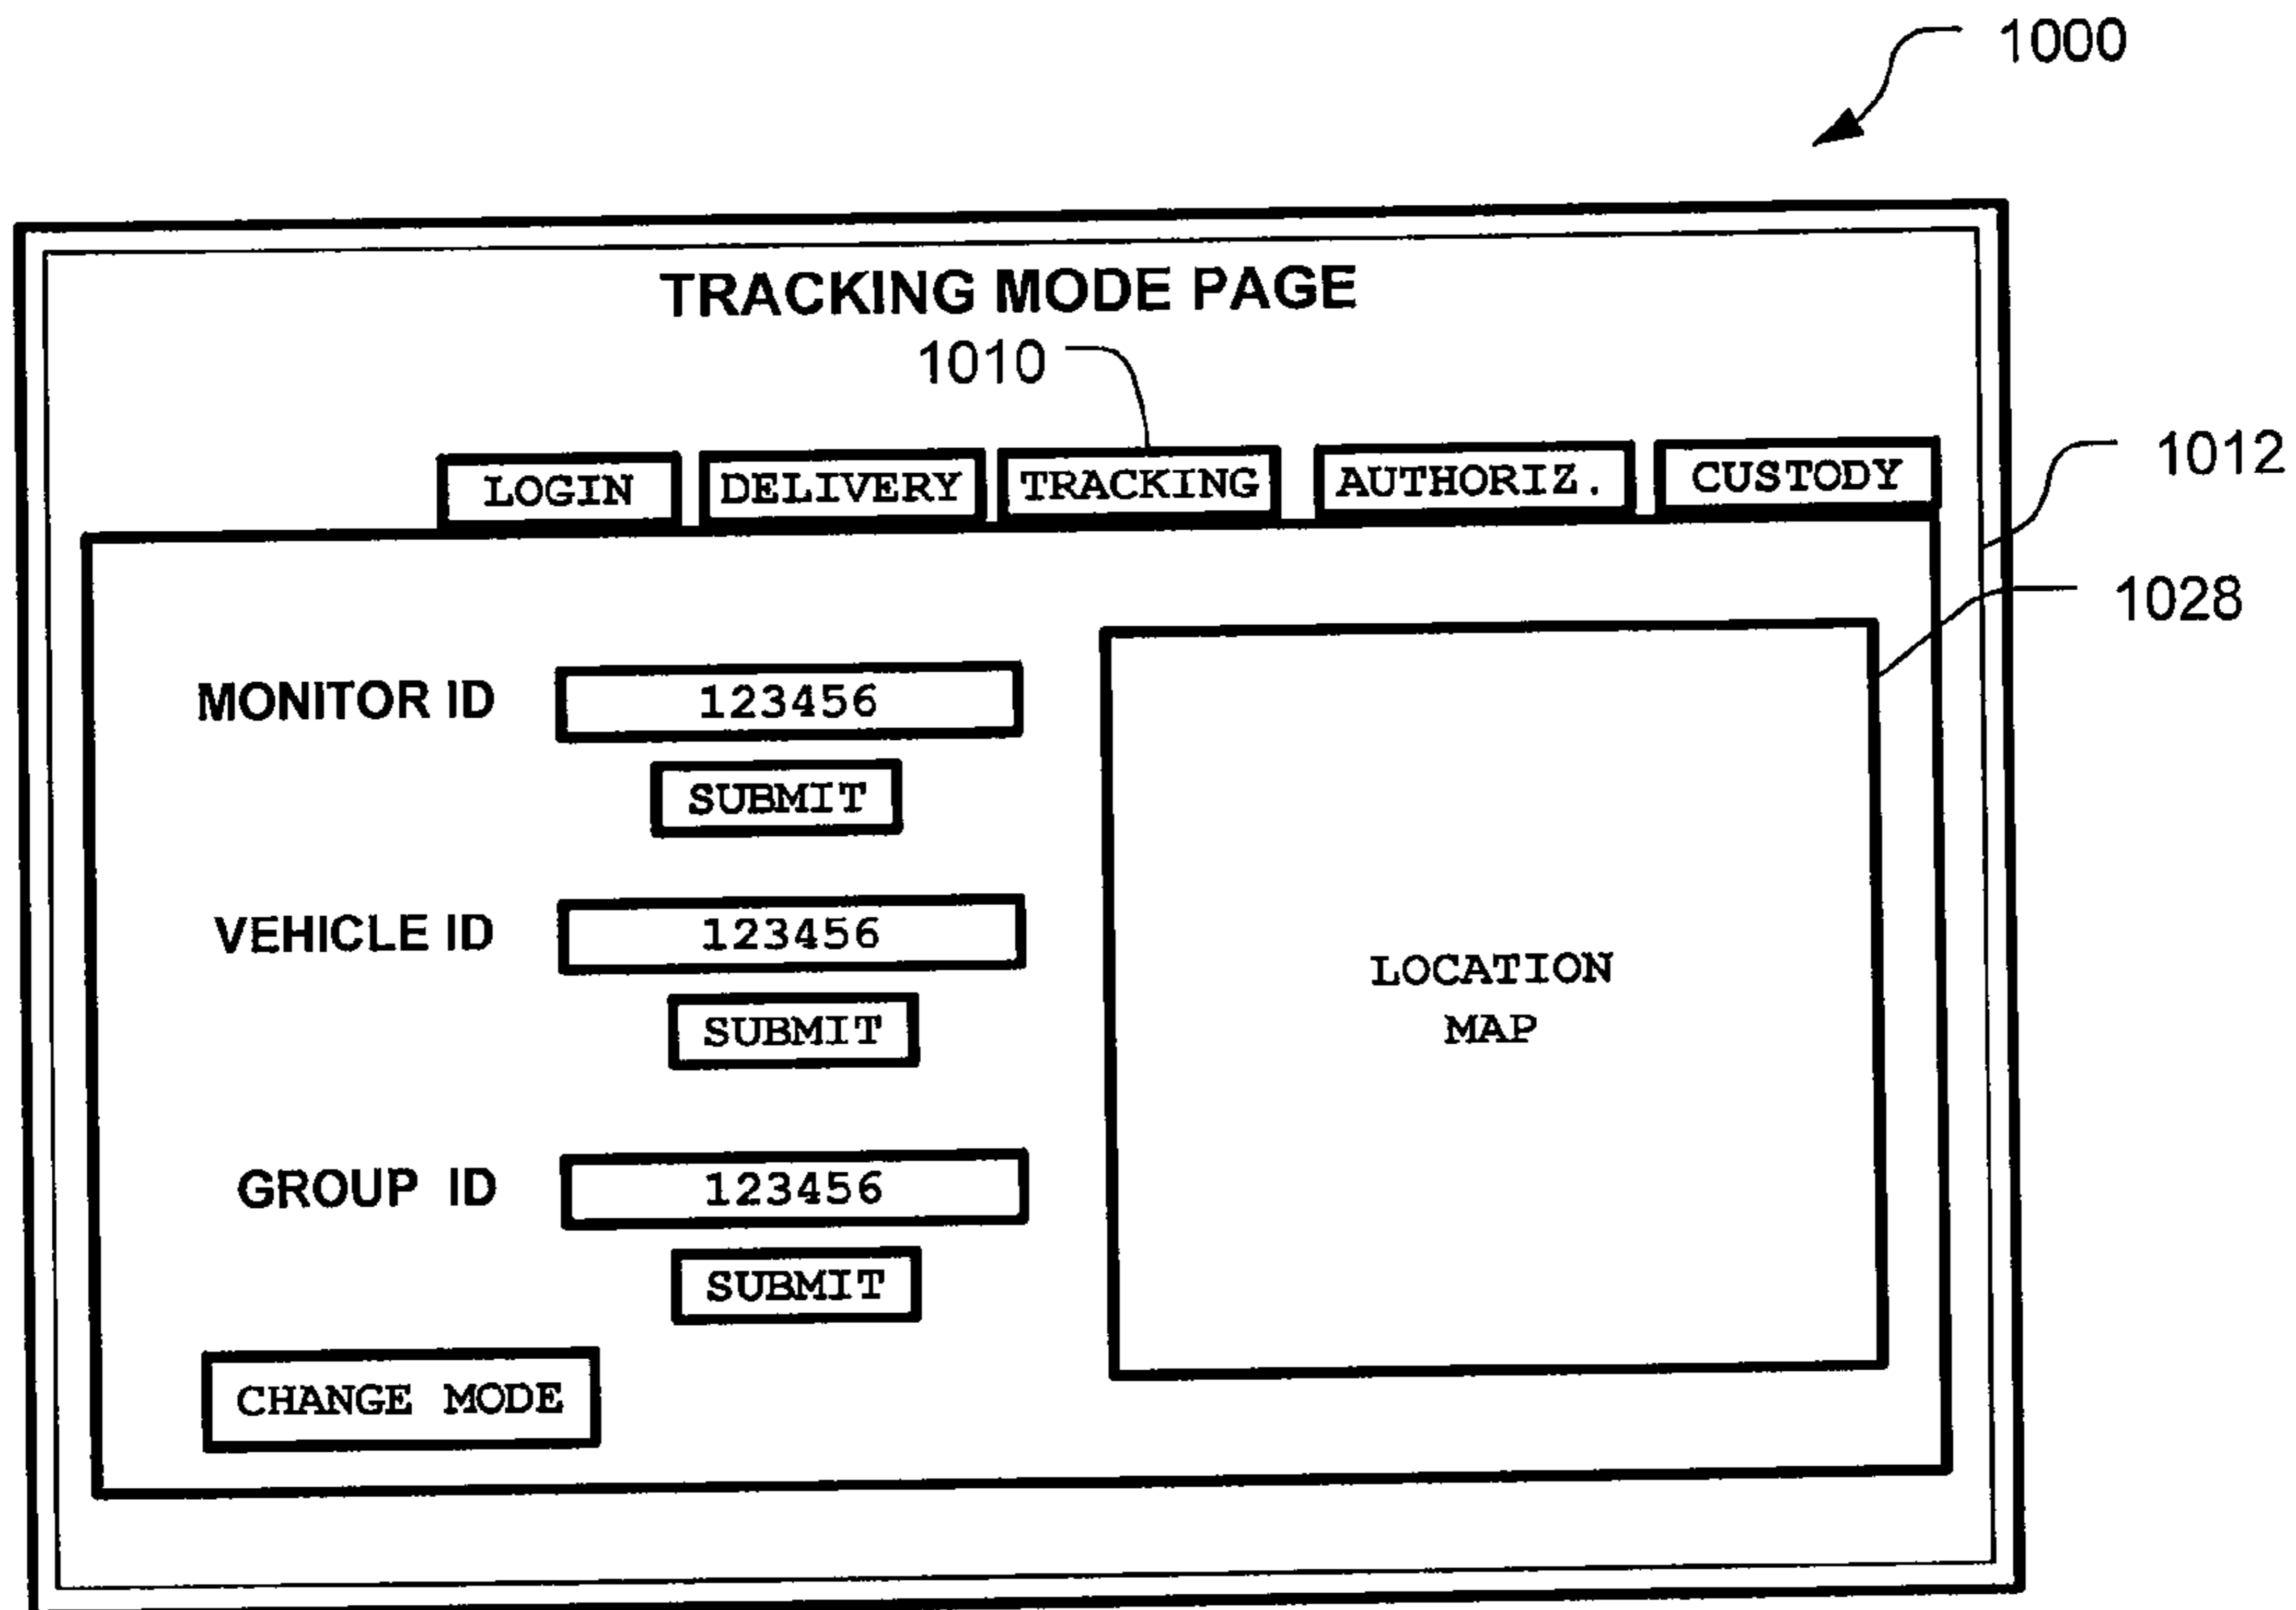 1000
TRACKING MODE PAGE
1010
LOGIN DELIVERY TRACKING AUTHORIZ. CUSTODY
1012
1028
MONITOR ID 123456
SUBMIT
VEHICLE ID 123456
SUBMIT
LOCATION
MAP
GROUP ID 123456
SUBMIT
CHANGE MODE